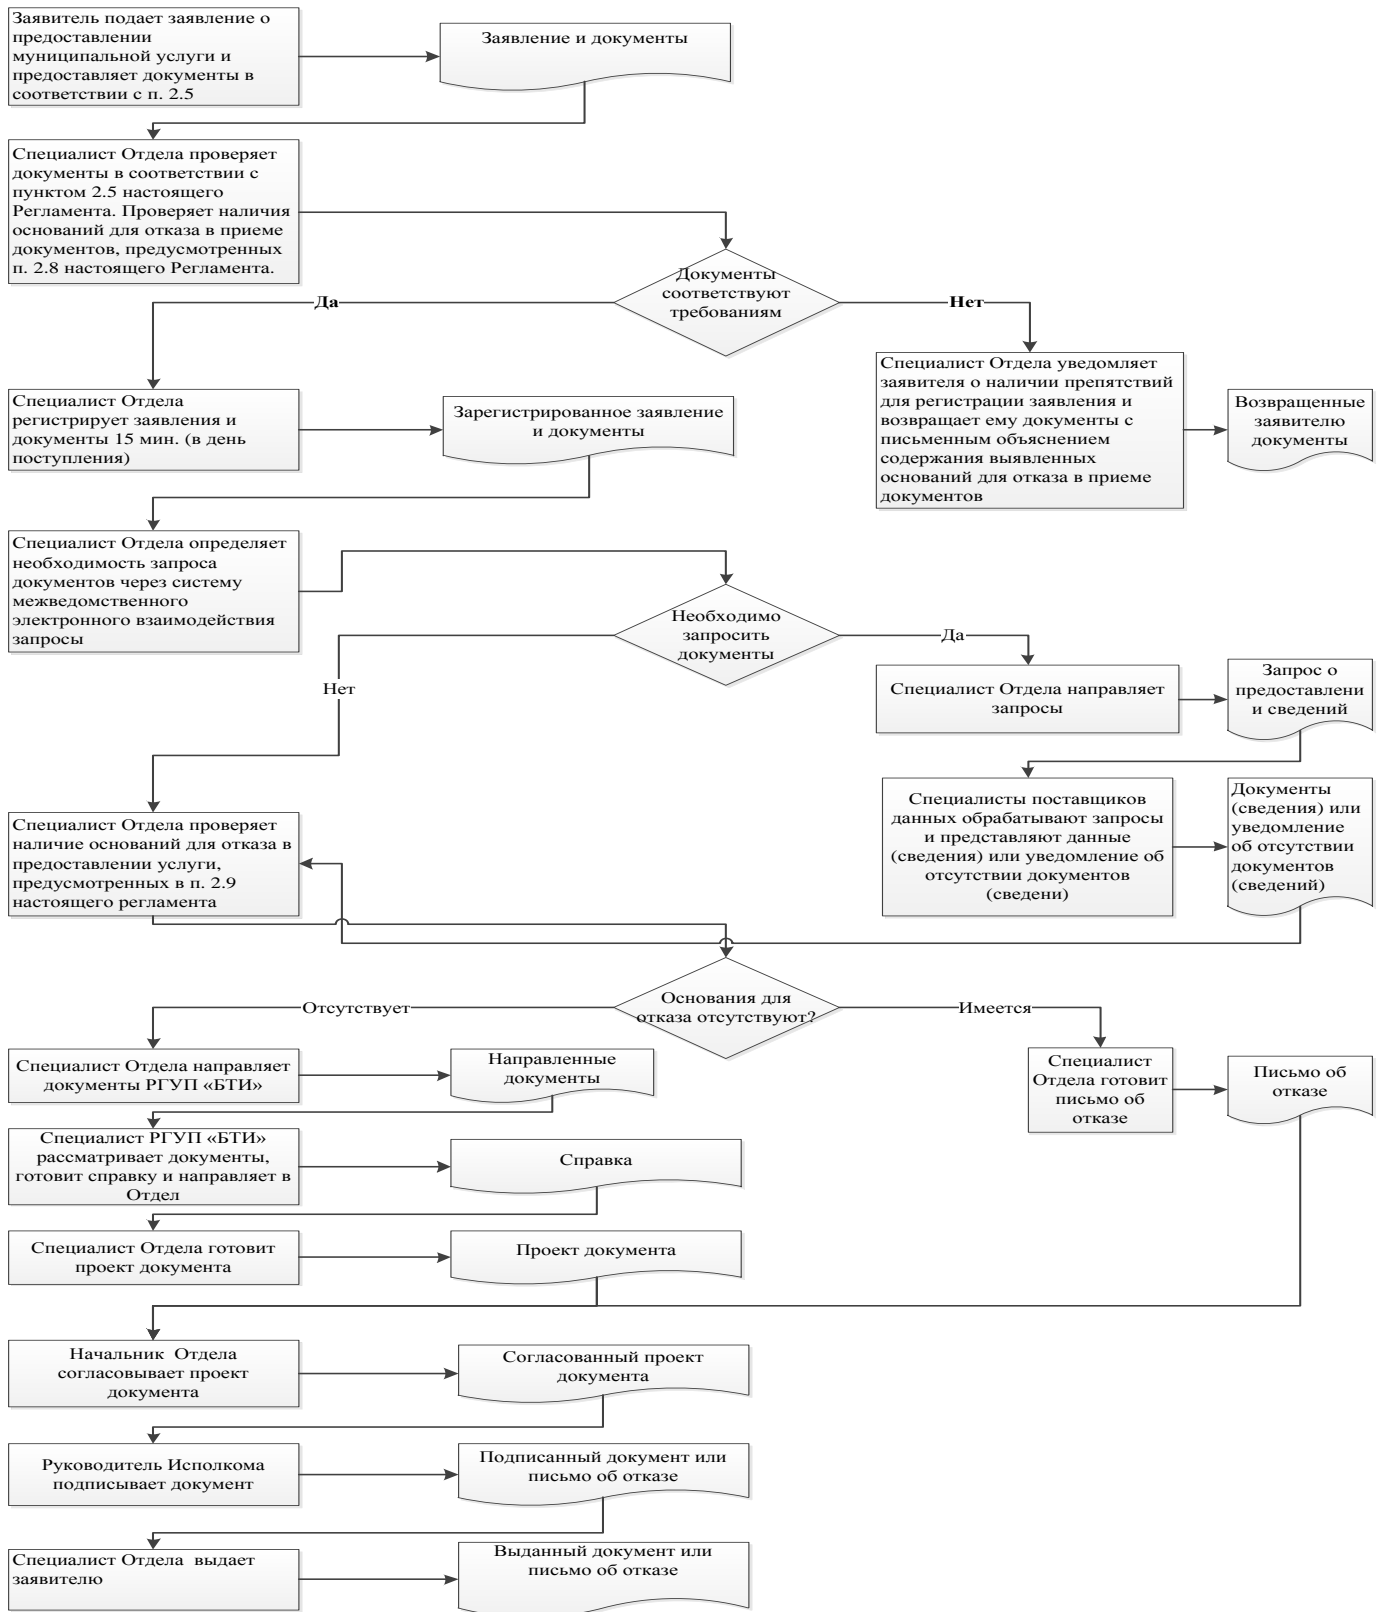 Заявитель подает заявление о
предоставлении
муниципальной услуги и
предоставляет документы в
соответствии с п. 2.5
Заявление и документы
Специалист Отдела проверяет
документы в соответствии с
пунктом 2.5 настоящего
Регламента. Проверяет наличия
оснований для отказа в приеме
документов, предусмотренных
п. 2.8 настоящего Регламента.
Документы
соответствуют
требованиям
Да
Нет
Специалист Отдела
регистрирует заявления и
документы 15 мин. (в день
поступления)
Зарегистрированное заявление
и документы
Специалист Отдела уведомляет
заявителя о наличии препятствий
для регистрации заявления и
возвращает ему документы с
письменным объяснением
содержания выявленных
оснований для отказа в приеме
документов
Возвращенные
заявителю
документы
Специалист Отдела определяет
необходимость запроса
документов через систему
межведомственного
электронного взаимодействия
запросы
Необходимо
запросить
документы
Да
Нет
Специалист Отдела направляет
запросы
Запрос о
предоставлени
и сведений
Специалисты поставщиков
данных обрабатывают запросы
и представляют данные
(сведения) или уведомление об
отсутствии документов
(сведени)
Документы
(сведения) или
уведомление
об отсутствии
документов
(сведений)
Специалист Отдела проверяет
наличие оснований для отказа в
предоставлении услуги,
предусмотренных в п. 2.9
настоящего регламента
Основания для
отказа отсутствуют?
Отсутствует
Имеется
Специалист Отдела направляет
документы РГУП «БТИ»
Направленные
документы
Специалист
Отдела готовит
письмо об
отказе
Письмо об
отказе
Специалист РГУП «БТИ»
рассматривает документы,
готовит справку и направляет в
Отдел
Справка
Специалист Отдела готовит
проект документа
Проект документа
Начальник Отдела
согласовывает проект
документа
Согласованный проект
документа
Руководитель Исполкома
подписывает документ
Подписанный документ или
письмо об отказе
Специалист Отдела выдает
заявителю
Выданный документ или
письмо об отказе